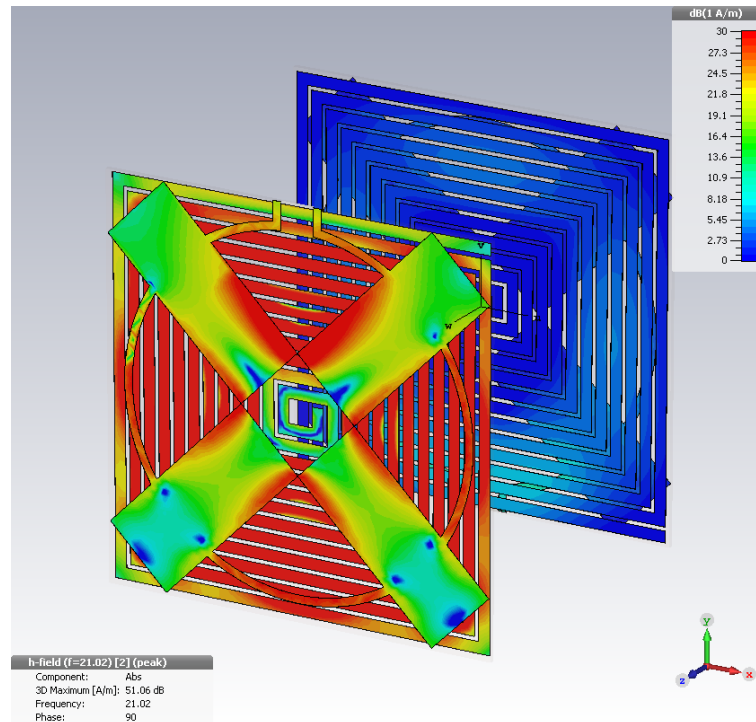 dB(1 A/m)
30
27.3
24.5
21.8
19.1
16.4
13.6
10.9
8.18
5.45
2.73
0
v
w
y
z
x
h-field (f=21.02) [2] (peak)
Component: Abs
3D Maximum [A/m]: 51.06 dB
Frequency: 21.02
Phase: 90